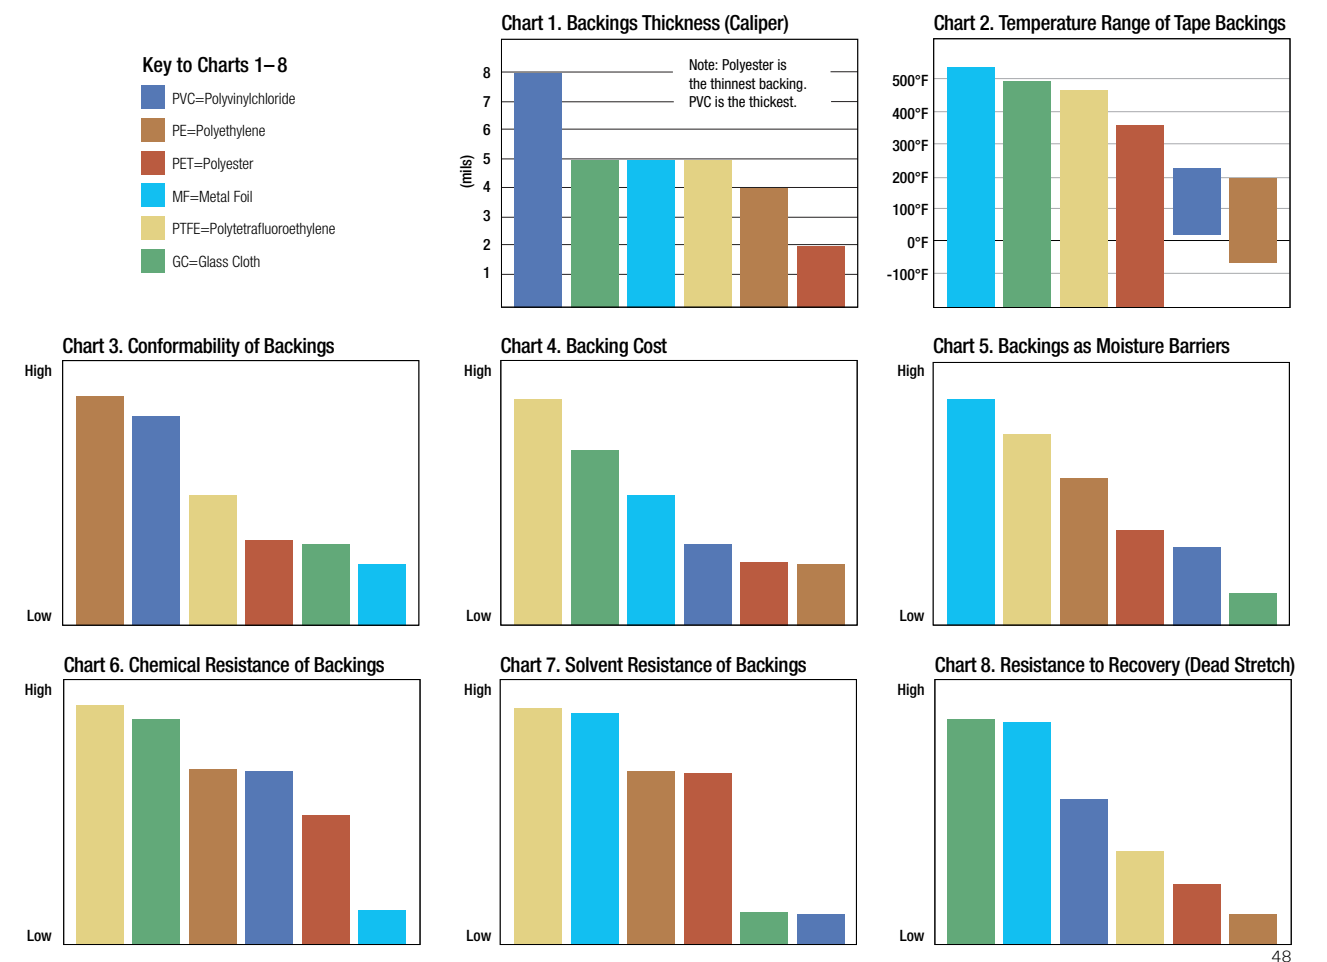 Key to Charts 1–8
PVC=Polyvinylchloride
PE=Polyethylene
PET=Polyester
MF=Metal Foil
PTFE=Polytetrafluoroethylene
GC=Glass Cloth
Chart 1. Backings Thickness (Caliper)
Note: Polyester is
the thinnest backing.
PVC is the thickest.
(mils)
8
7
6
5
4
3
2
1
Chart 2. Temperature Range of Tape Backings
500°F
400°F
300°F
200°F
100°F
0°F
-100°F
Chart 3. Conformability of Backings
High
Low
Chart 4. Backing Cost
High
Low
Chart 5. Backings as Moisture Barriers
High
Low
Chart 6. Chemical Resistance of Backings
High
Low
Chart 7. Solvent Resistance of Backings
High
Low
Chart 8. Resistance to Recovery (Dead Stretch)
High
Low
48